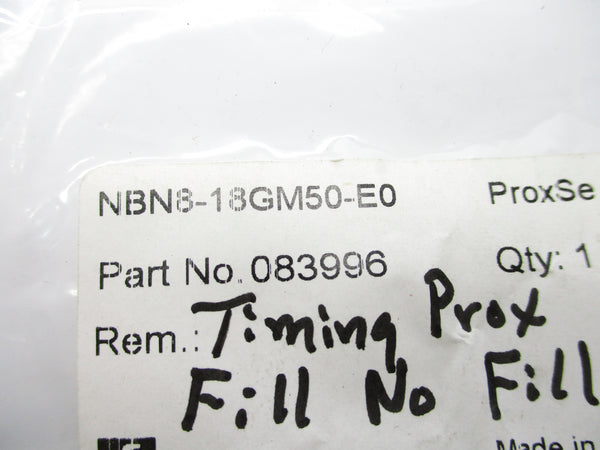 NBN8-18GM50-E0 ProxSe
Part No. 083996 Qty: 1
Rem.: Timing Prox
Fill No Fill
Made in